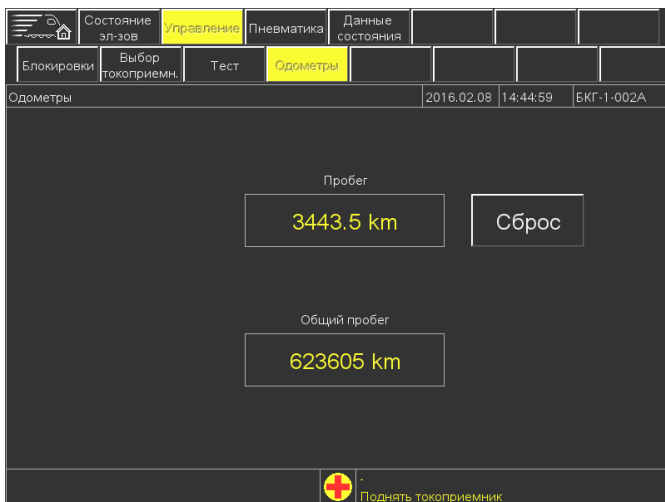 Состояние
эл-зов
Управление
Пневматика
Данные
состояния
Блокировки
Выбор
токоприемн.
Тест
Одометры
Одометры
2016.02.08
14:44:59
БКГ-1-002А
Пробег
3443.5 km
Сброс
Общий пробег
623605 km
-
Поднять токоприемник